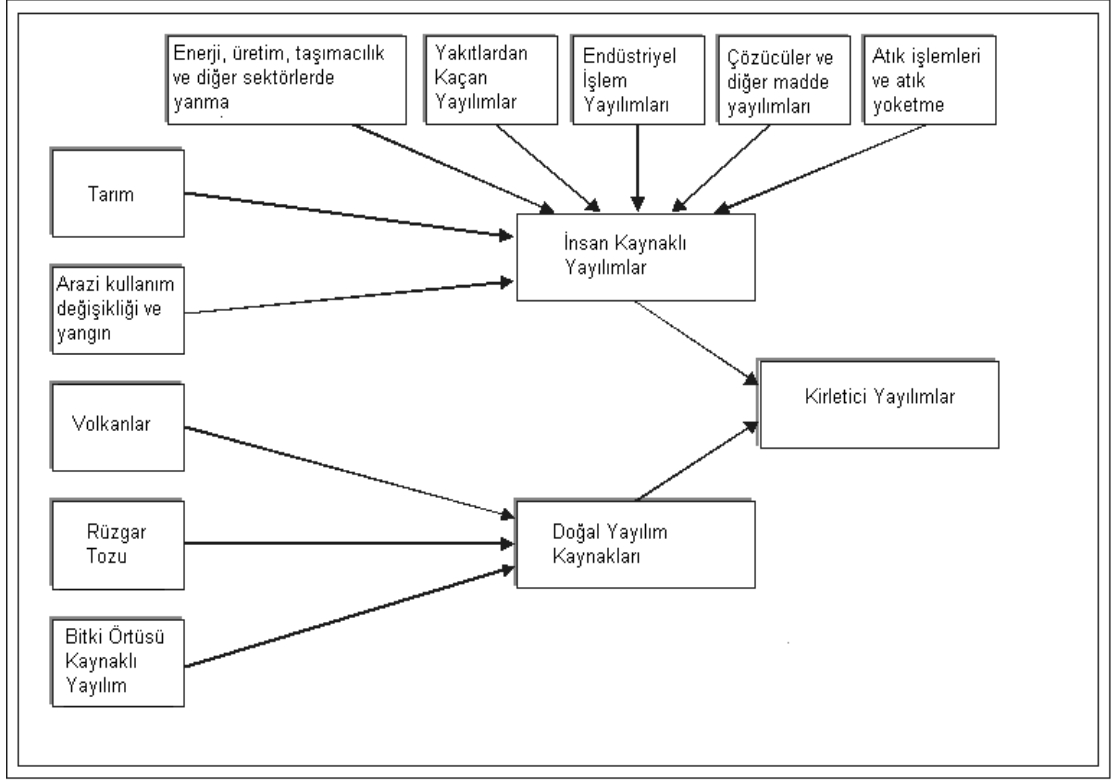 Enerji, üretim, taşımacılık
ve diğer sektörlerde
yanma
Yakıtlardan
Kaçan
Yayılımlar
Endüstriyel
İşlem
Yayılımları
Çözücüler ve
diğer madde
yayılımları
Atık işlemleri
ve atık
yoketme
Tarım
İnsan Kaynaklı
Yayılımlar
Arazi kullanım
değişikliği ve
yangın
Kirletici Yayılımlar
Volkanlar
Rüzgar
Tozu
Doğal Yayılım
Kaynakları
Bitki Örtüsü
Kaynaklı
Yayılım